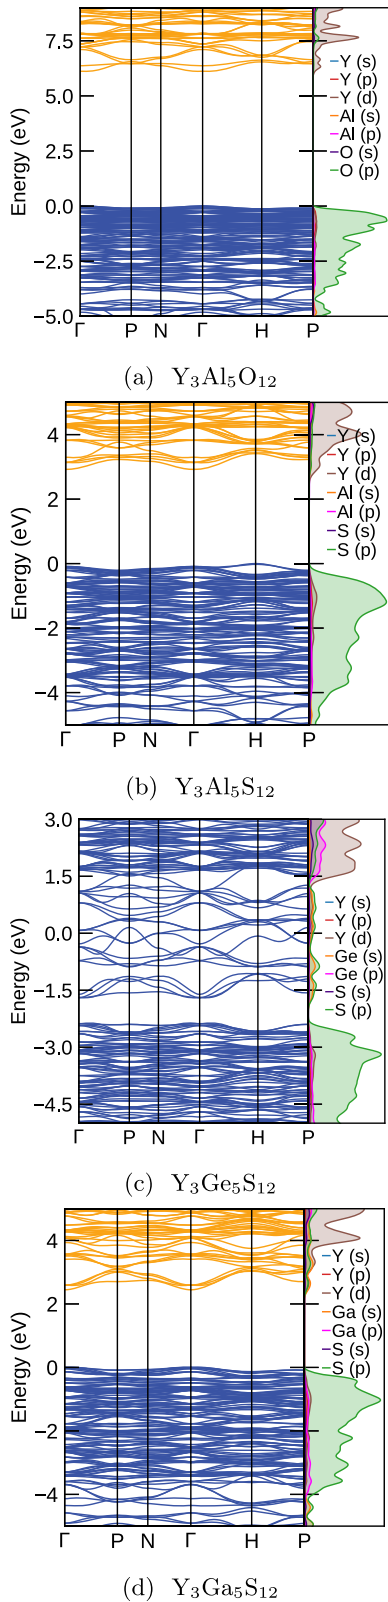 7.5
5.0
2.5
0.0
−2.5
−5.0
Energy (eV)
Γ P N Γ H P
Y (s)
Y (p)
Y (d)
Al (s)
Al (p)
O (s)
O (p)
(a) Y₃Al₅O₁₂
4
2
0
−2
−4
Energy (eV)
Γ P N Γ H P
Y (s)
Y (p)
Y (d)
Al (s)
Al (p)
S (s)
S (p)
(b) Y₃Al₅S₁₂
3.0
1.5
0.0
−1.5
−3.0
−4.5
Energy (eV)
Γ P N Γ H P
Y (s)
Y (p)
Y (d)
Ge (s)
Ge (p)
S (s)
S (p)
(c) Y₃Ge₅S₁₂
4
2
0
−2
−4
Energy (eV)
Γ P N Γ H P
Y (s)
Y (p)
Y (d)
Ga (s)
Ga (p)
S (s)
S (p)
(d) Y₃Ga₅S₁₂